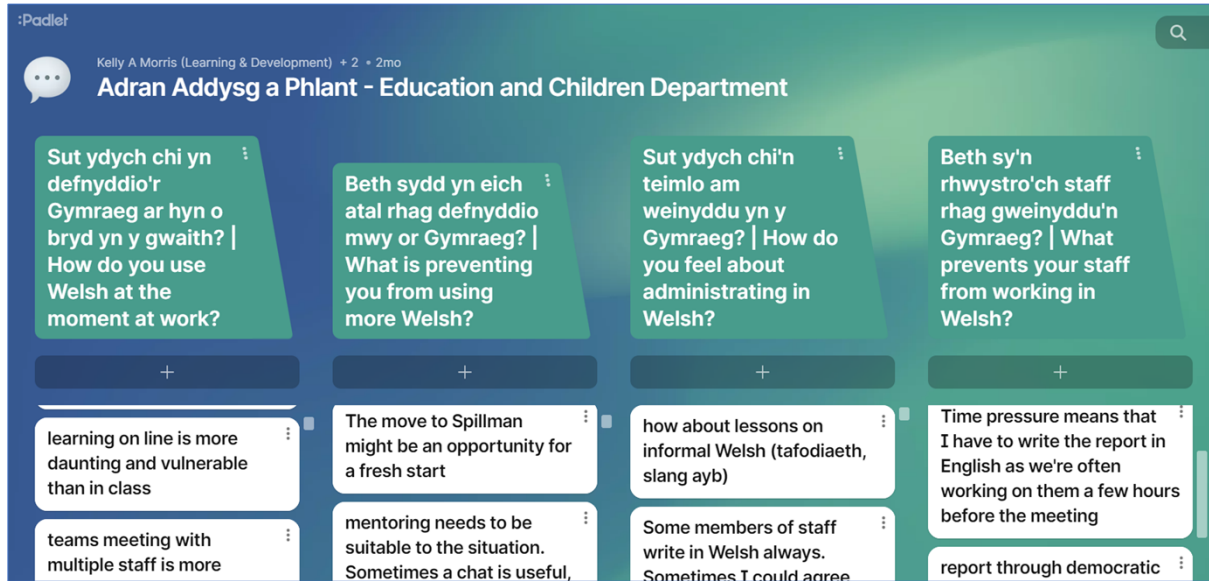 :Padlet
Kelly A Morris (Learning & Development) + 2 • 2mo
Adran Addysg a Phlant - Education and Children Department
Sut ydych chi yn
defnyddio'r
Gymraeg ar hyn o
bryd yn y gwaith? |
How do you use
Welsh at the
moment at work?
learning on line is more
daunting and vulnerable
than in class
teams meeting with
multiple staff is more
Beth sydd yn eich
atal rhag defnyddio
mwy or Gymraeg? |
What is preventing
you from using
more Welsh?
The move to Spillman
might be an opportunity for
a fresh start
mentoring needs to be
suitable to the situation.
Sometimes a chat is useful,
Sut ydych chi'n
teimlo am
weinyddu yn y
Gymraeg? | How do
you feel about
administrating in
Welsh?
how about lessons on
informal Welsh (tafodiaeth,
slang ayb)
Some members of staff
write in Welsh always.
Sometimes I could agree
Beth sy'n
rhwystro'ch staff
rhag gweinyddu'n
Gymraeg? | What
prevents your staff
from working in
Welsh?
Time pressure means that
I have to write the report in
English as we're often
working on them a few hours
before the meeting
report through democratic